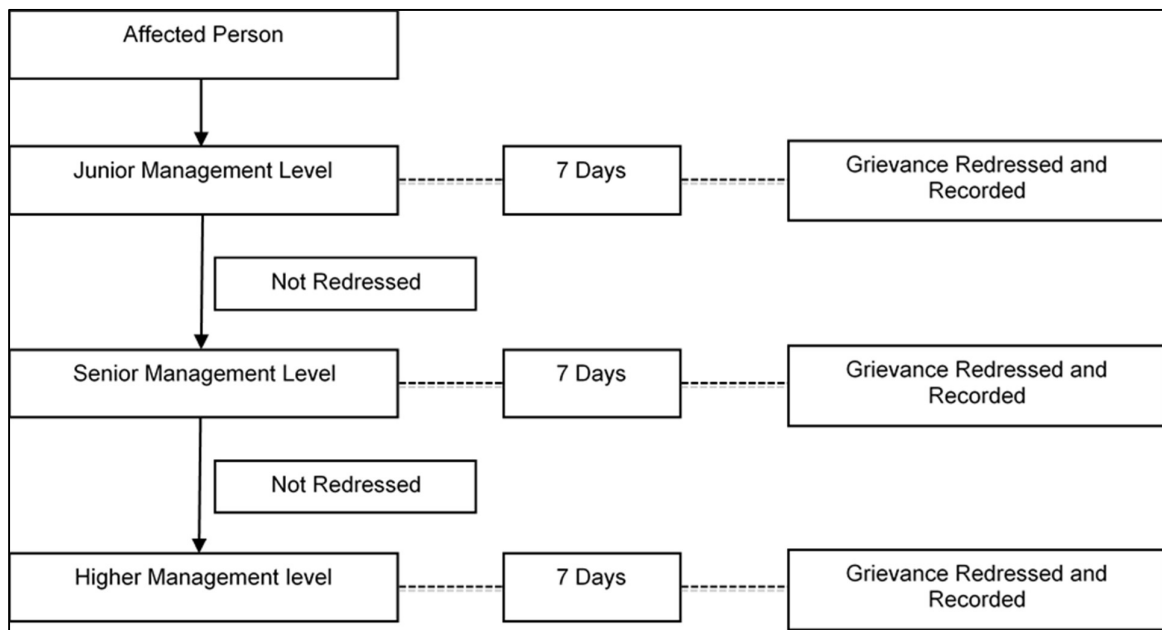 Affected Person
Junior Management Level
7 Days
Grievance Redressed and
Recorded
Not Redressed
Senior Management Level
7 Days
Grievance Redressed and
Recorded
Not Redressed
Higher Management level
7 Days
Grievance Redressed and
Recorded